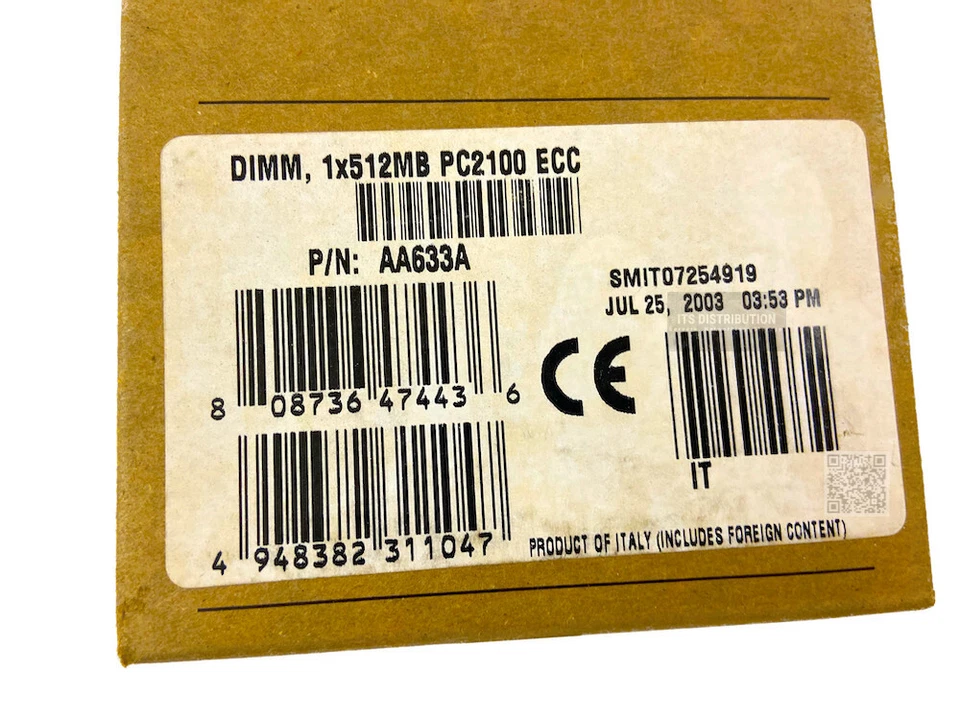 DIMM, 1x512MB PC2100 ECC
P/N: AA633A
8 08736 47443 6
4 948382 311047
CE
SMIT07254919
JUL 25, 2003 03:53 PM
ITS DISTRIBUTION
IT
PRODUCT OF ITALY (INCLUDES FOREIGN CONTENT)